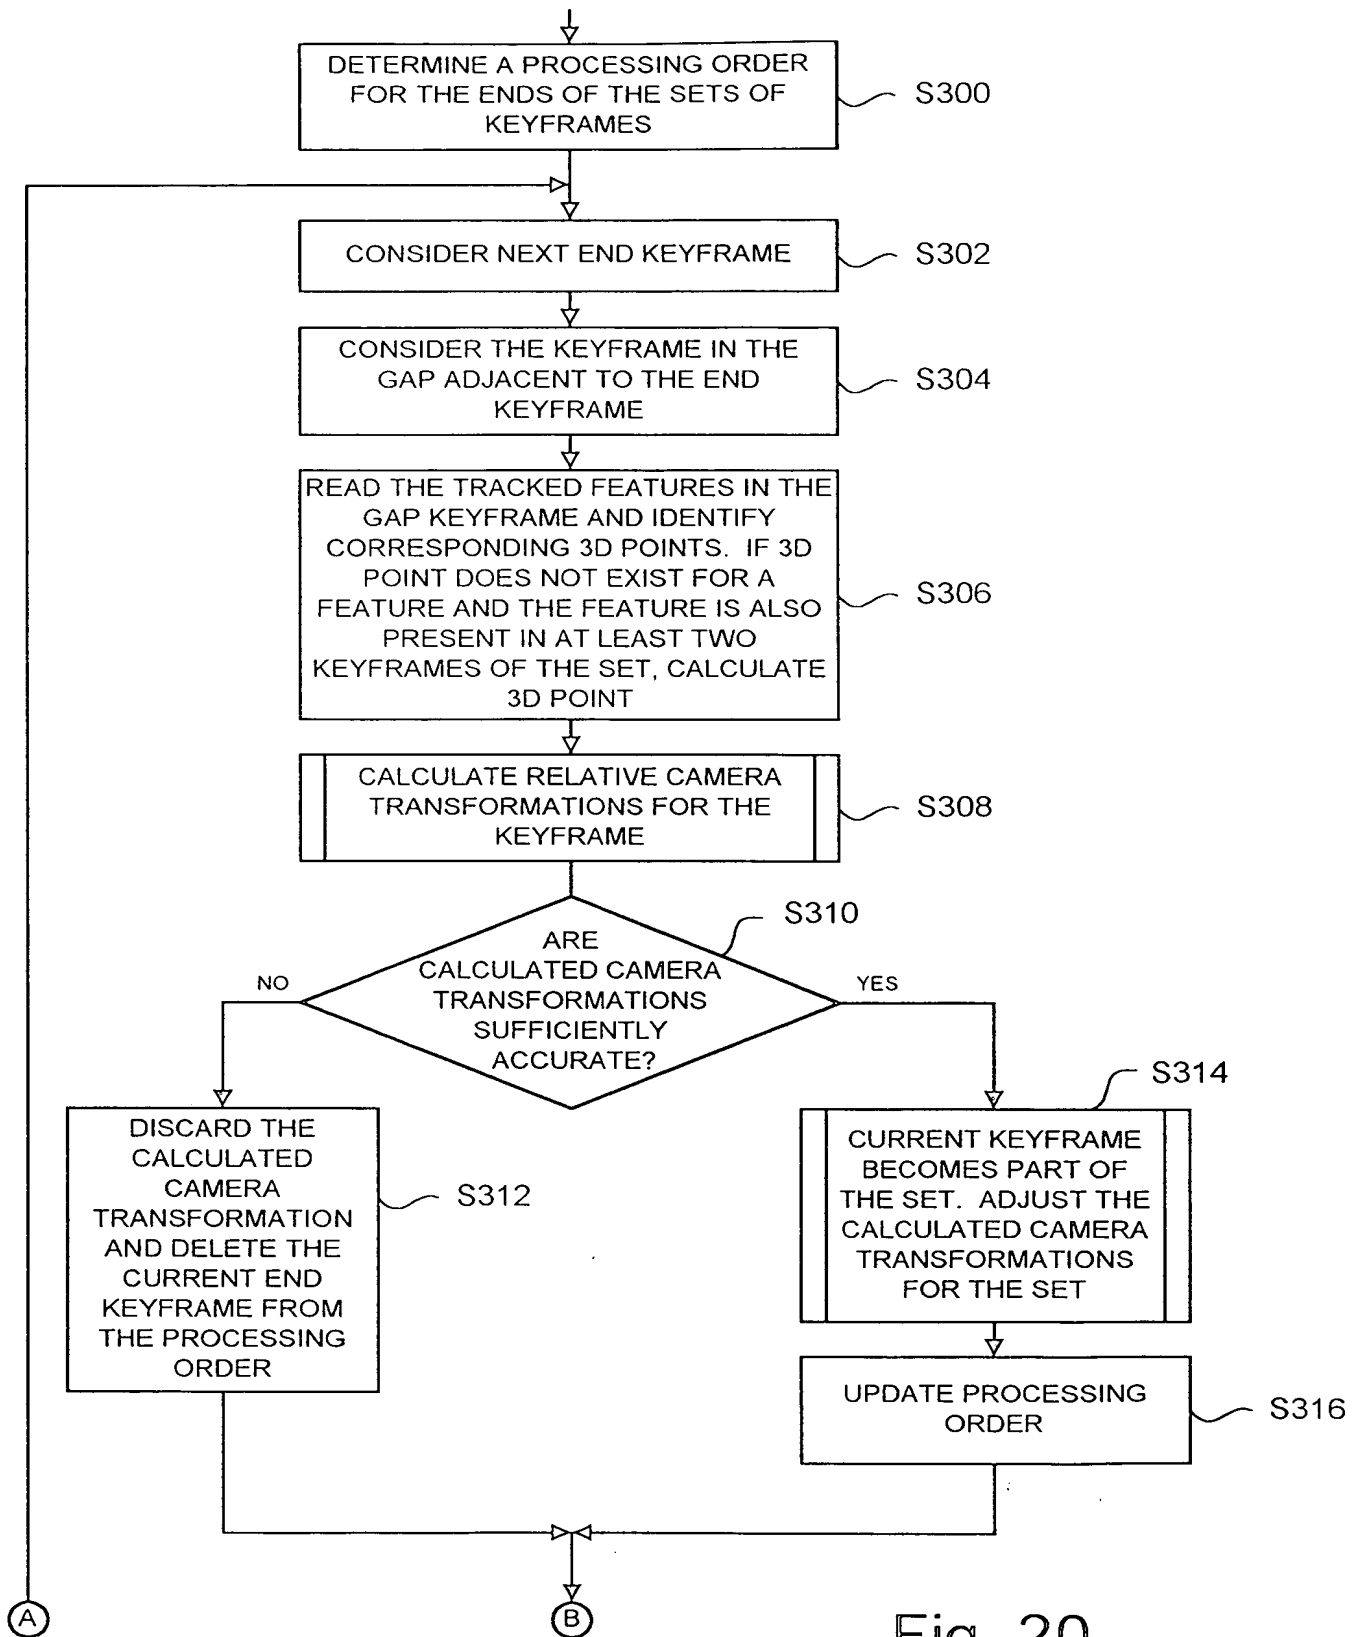 DETERMINE A PROCESSING ORDER
FOR THE ENDS OF THE SETS OF
KEYFRAMES
S300
CONSIDER NEXT END KEYFRAME
S302
CONSIDER THE KEYFRAME IN THE
GAP ADJACENT TO THE END
KEYFRAME
S304
READ THE TRACKED FEATURES IN THE
GAP KEYFRAME AND IDENTIFY
CORRESPONDING 3D POINTS. IF 3D
POINT DOES NOT EXIST FOR A
FEATURE AND THE FEATURE IS ALSO
PRESENT IN AT LEAST TWO
KEYFRAMES OF THE SET, CALCULATE
3D POINT
S306
CALCULATE RELATIVE CAMERA
TRANSFORMATIONS FOR THE
KEYFRAME
S308
S310
ARE
CALCULATED CAMERA
TRANSFORMATIONS
SUFFICIENTLY
ACCURATE?
NO
YES
DISCARD THE
CALCULATED
CAMERA
TRANSFORMATION
AND DELETE THE
CURRENT END
KEYFRAME FROM
THE PROCESSING
ORDER
S312
S314
CURRENT KEYFRAME
BECOMES PART OF
THE SET. ADJUST THE
CALCULATED CAMERA
TRANSFORMATIONS
FOR THE SET
UPDATE PROCESSING
ORDER
S316
A
B
Fig. 20